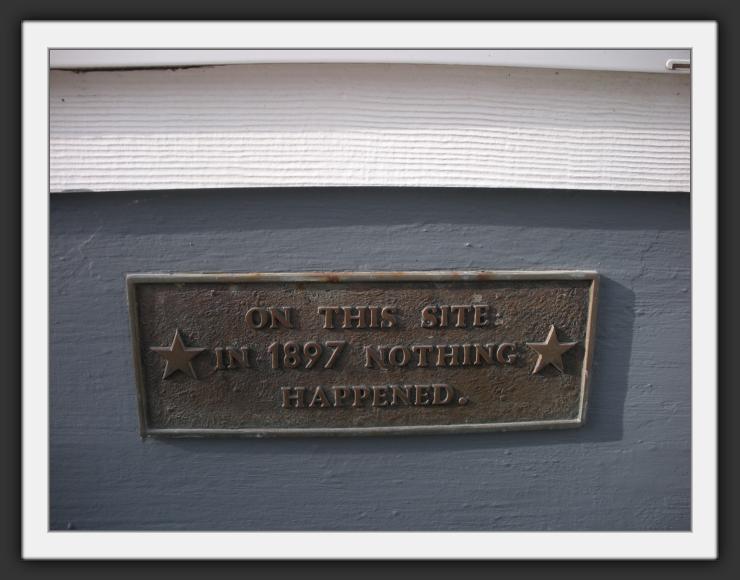 ON THIS SITE
IN 1897 NOTHING
HAPPENED.